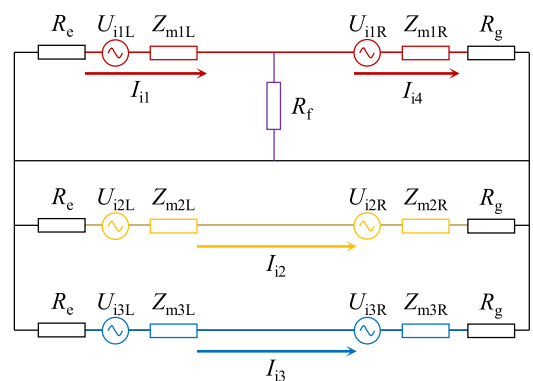 Re Ui1L Zm1L Ui1R Zm1R Rg
Ii1 Rf Ii4
Re Ui2L Zm2L Ui2R Zm2R Rg
Ii2
Re Ui3L Zm3L Ui3R Zm3R Rg
Ii3